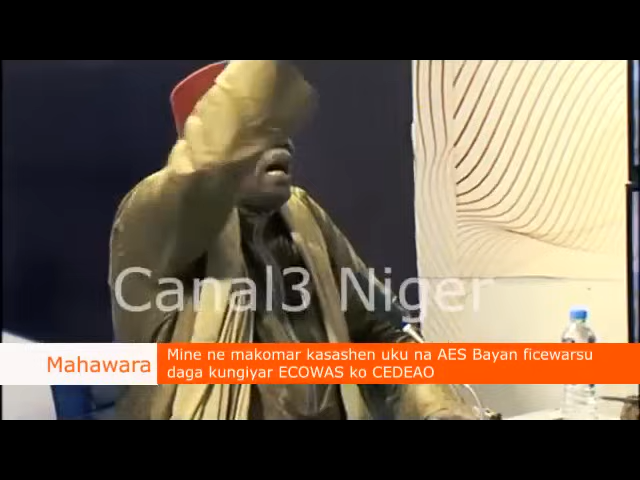 Canal3 Niger
Mahawara
Mine ne makomar kasashen uku na AES Bayan ficewarsu
daga kungiyar ECOWAS ko CEDEAO